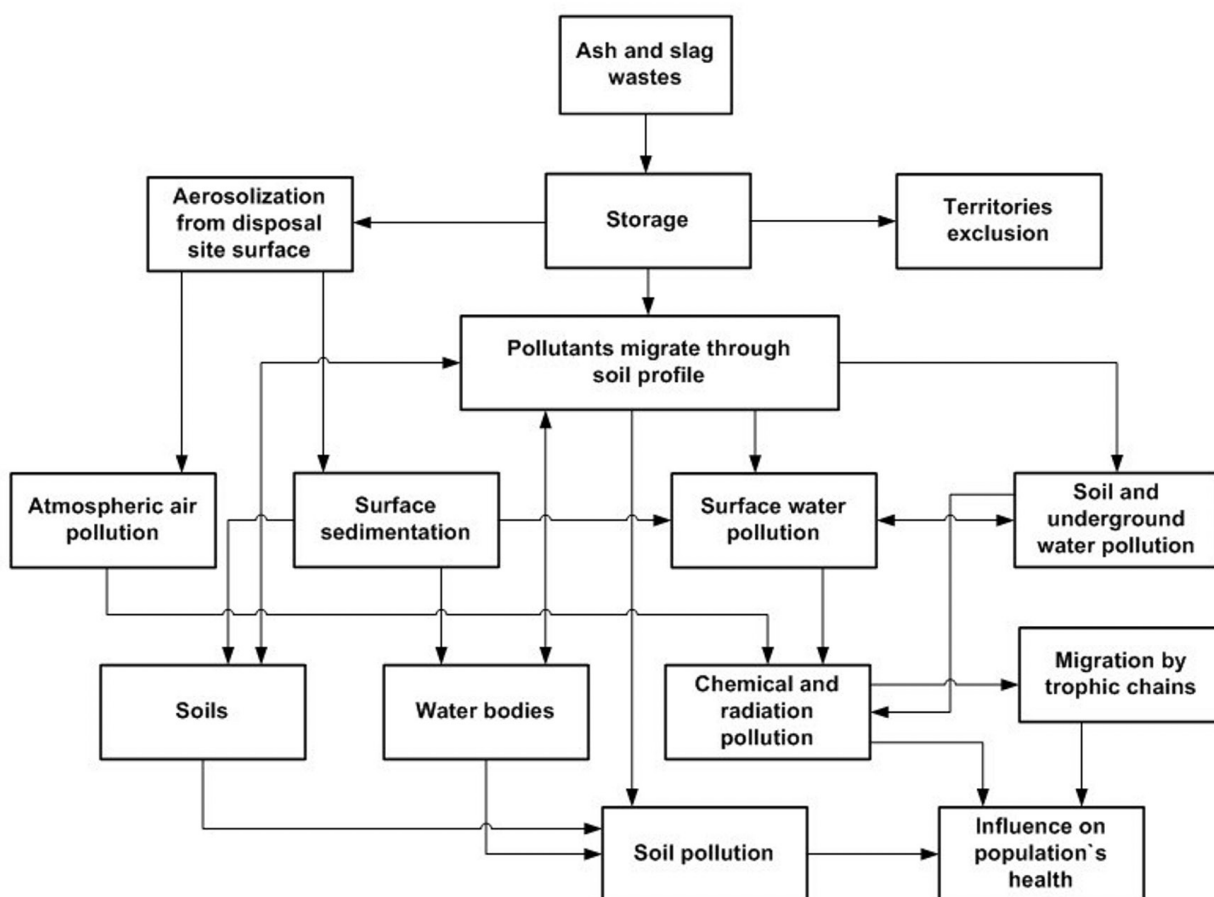 Ash and slag
wastes
Aerosolization
from disposal
site surface
Storage
Territories
exclusion
Pollutants migrate through
soil profile
Atmospheric air
pollution
Surface
sedimentation
Surface water
pollution
Soil and
underground
water pollution
Soils
Water bodies
Chemical and
radiation
pollution
Migration by
trophic chains
Soil pollution
Influence on
population`s
health